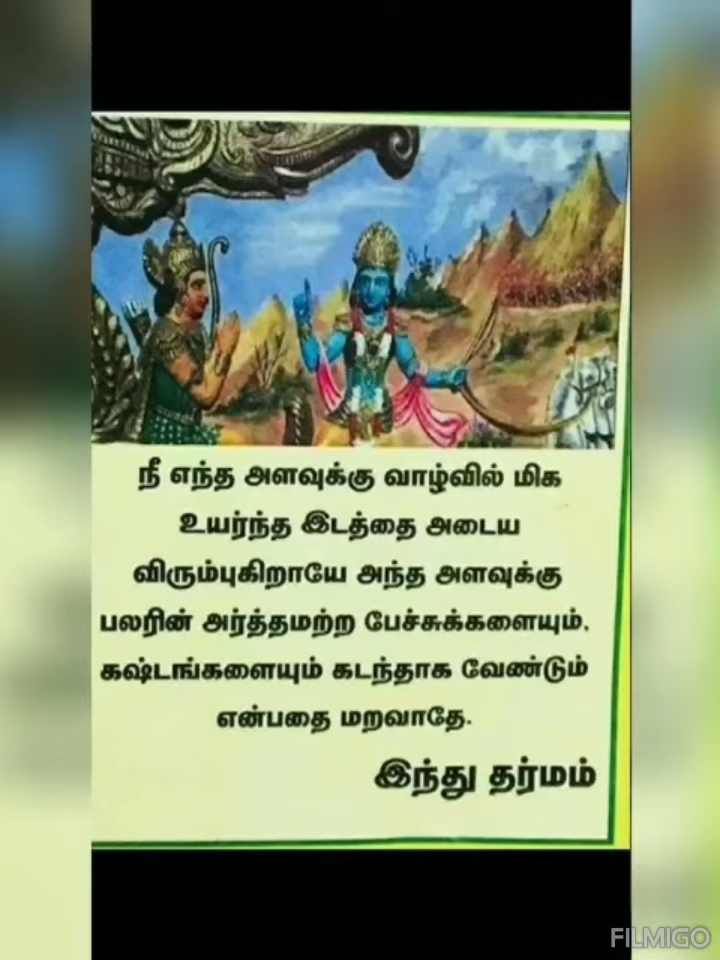 நீ எந்த அளவுக்கு வாழ்வில் மிக
உயர்ந்த இடத்தை அடைய
விரும்புகிறாயே அந்த அளவுக்கு
பலரின் அர்த்தமற்ற பேச்சுக்களையும்.
கஷ்டங்களையும் கடந்தாக வேண்டும்
என்பதை மறவாதே.
இந்து தர்மம்
FILMIGO